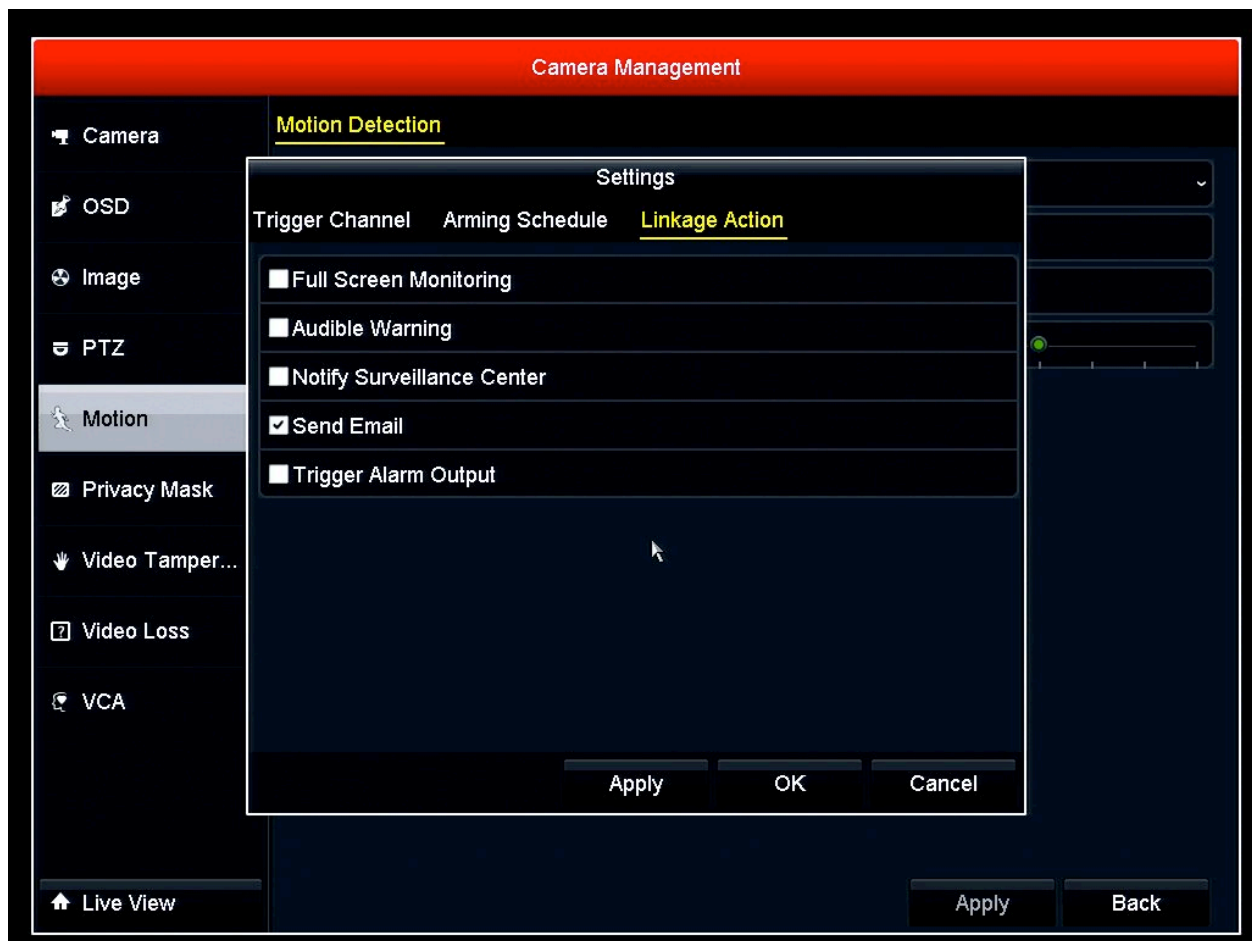 Camera Management
Camera
OSD
Image
PTZ
Motion
Privacy Mask
Video Tamper...
Video Loss
VCA
Live View
Motion Detection
Settings
Trigger Channel Arming Schedule Linkage Action
Full Screen Monitoring
Audible Warning
Notify Surveillance Center
Send Email
Trigger Alarm Output
Apply OK Cancel
Apply Back